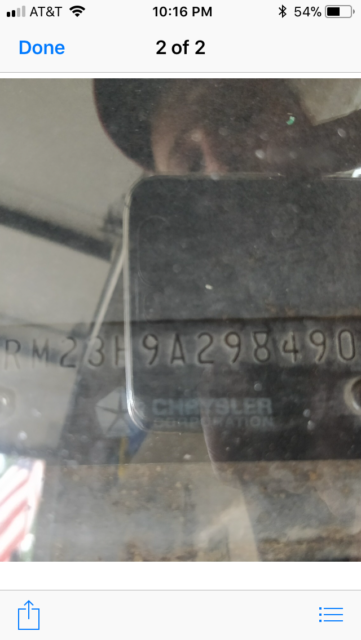 AT&T 10:16 PM 54%
Done 2 of 2
RM23H9A298490
CHRYSLER
CORPORATION